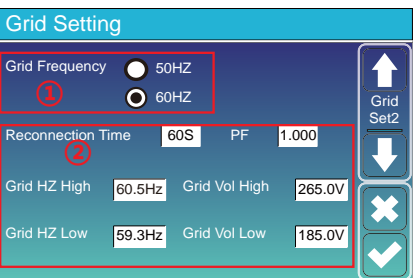 Grid Setting
Grid Frequency 50HZ
① 60HZ
Grid
Set2
Reconnection Time 60S PF 1.000
②
Grid HZ High 60.5Hz Grid Vol High 265.0V
Grid HZ Low 59.3Hz Grid Vol Low 185.0V